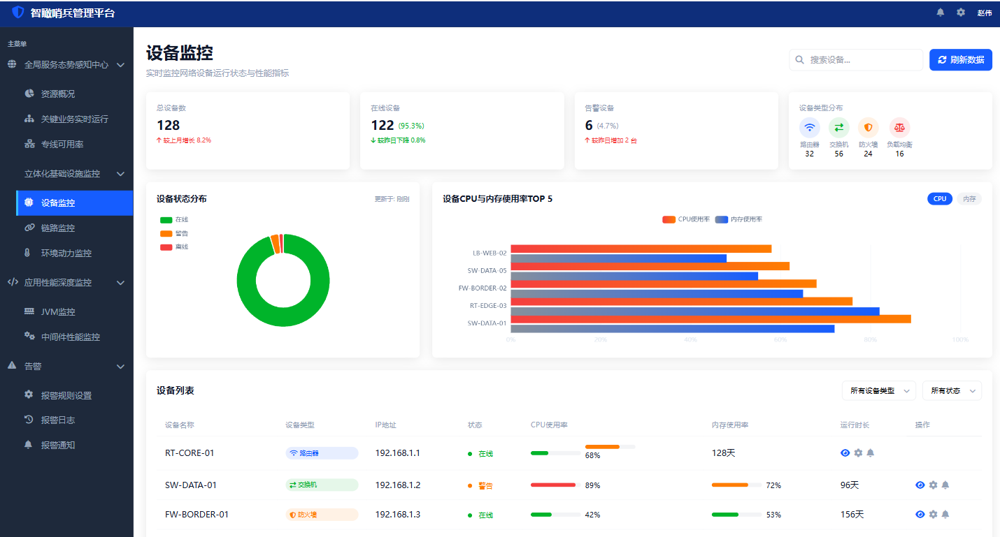 智瞰哨兵管理平台
赵伟
主菜单
全局服务态势感知中心
资源概况
关键业务实时运行
专线可用率
立体化基础设施监控
设备监控
链路监控
环境动力监控
应用性能深度监控
JVM监控
中间件性能监控
告警
报警规则设置
报警日志
报警通知
设备监控
实时监控网络设备运行状态与性能指标
搜索设备...
刷新数据
总设备数
128
较上月增长 8.2%
在线设备
122 (95.3%)
较昨日下降 0.8%
告警设备
6 (4.7%)
较昨日增加 2 台
设备类型分布
路由器 交换机 防火墙 负载均衡
32 56 24 16
设备状态分布
更新于: 刚刚
在线
警告
离线
设备CPU与内存使用率TOP 5
CPU 内存
CPU使用率 内存使用率
LB-WEB-02
SW-DATA-05
FW-BORDER-02
RT-EDGE-03
SW-DATA-01
0% 20% 40% 60% 80% 100%
设备列表
所有设备类型 所有状态
设备名称 设备类型 IP地址 状态 CPU使用率 内存使用率 运行时长 操作
RT-CORE-01 路由器 192.168.1.1 在线 68% 128天
SW-DATA-01 交换机 192.168.1.2 警告 89% 72% 96天
FW-BORDER-01 防火墙 192.168.1.3 在线 42% 53% 156天